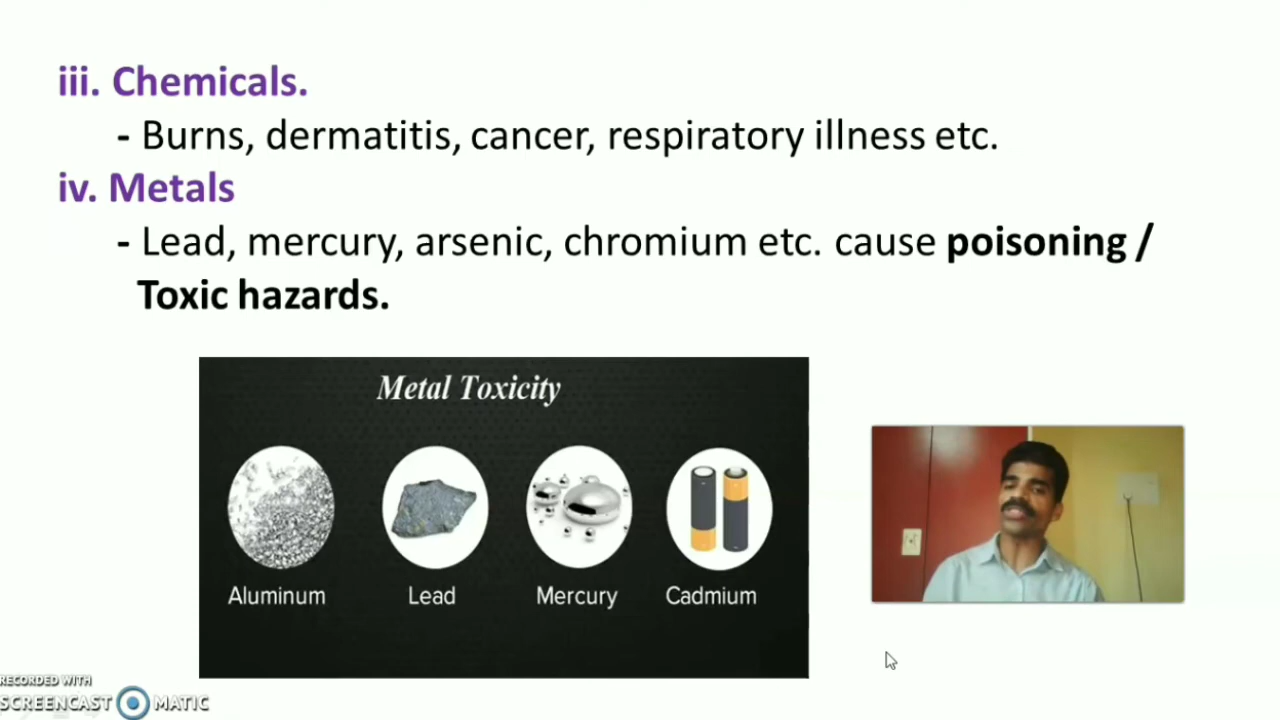 iii. Chemicals.
- Burns, dermatitis, cancer, respiratory illness etc.
iv. Metals
- Lead, mercury, arsenic, chromium etc. cause poisoning /
Toxic hazards.
Metal Toxicity
Aluminum Lead Mercury Cadmium
RECORDED WITH
SCREENCAST MATIC